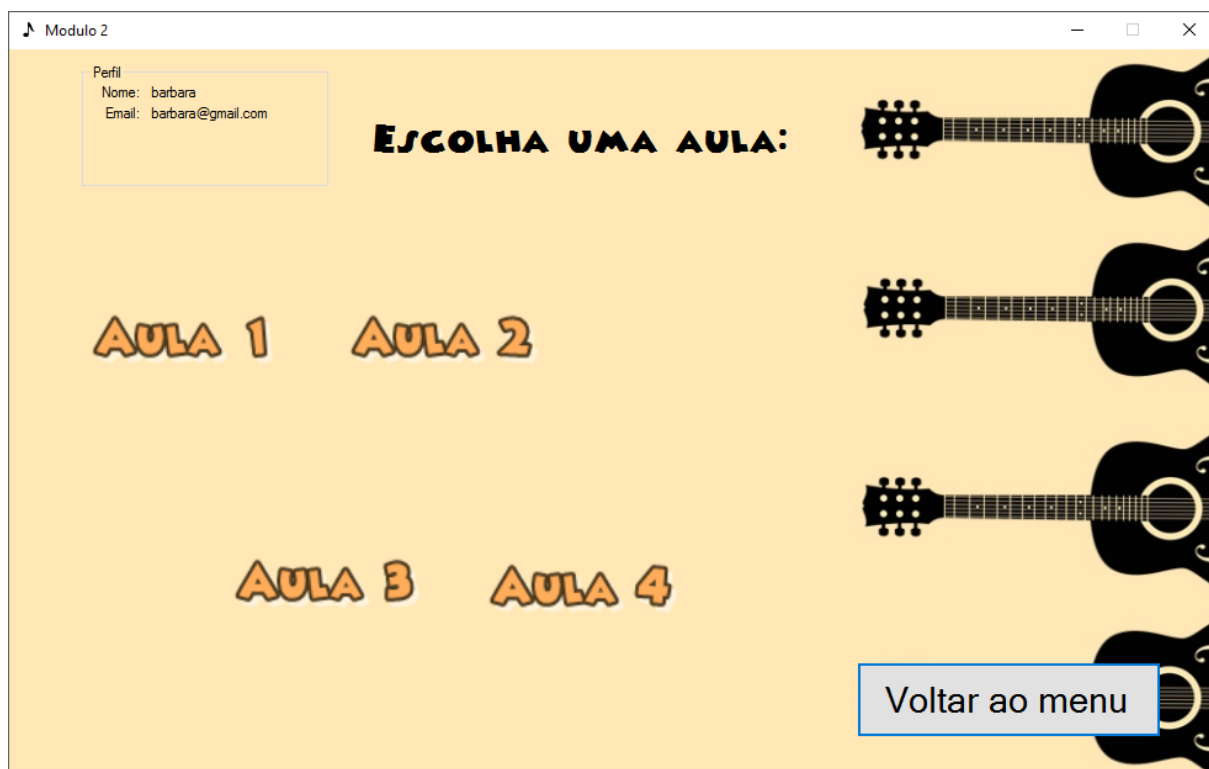 Modulo 2
Perfil
Nome: barbara
Email: barbara@gmail.com
Escolha uma aula:
Aula 1 Aula 2
Aula 3 Aula 4
Voltar ao menu